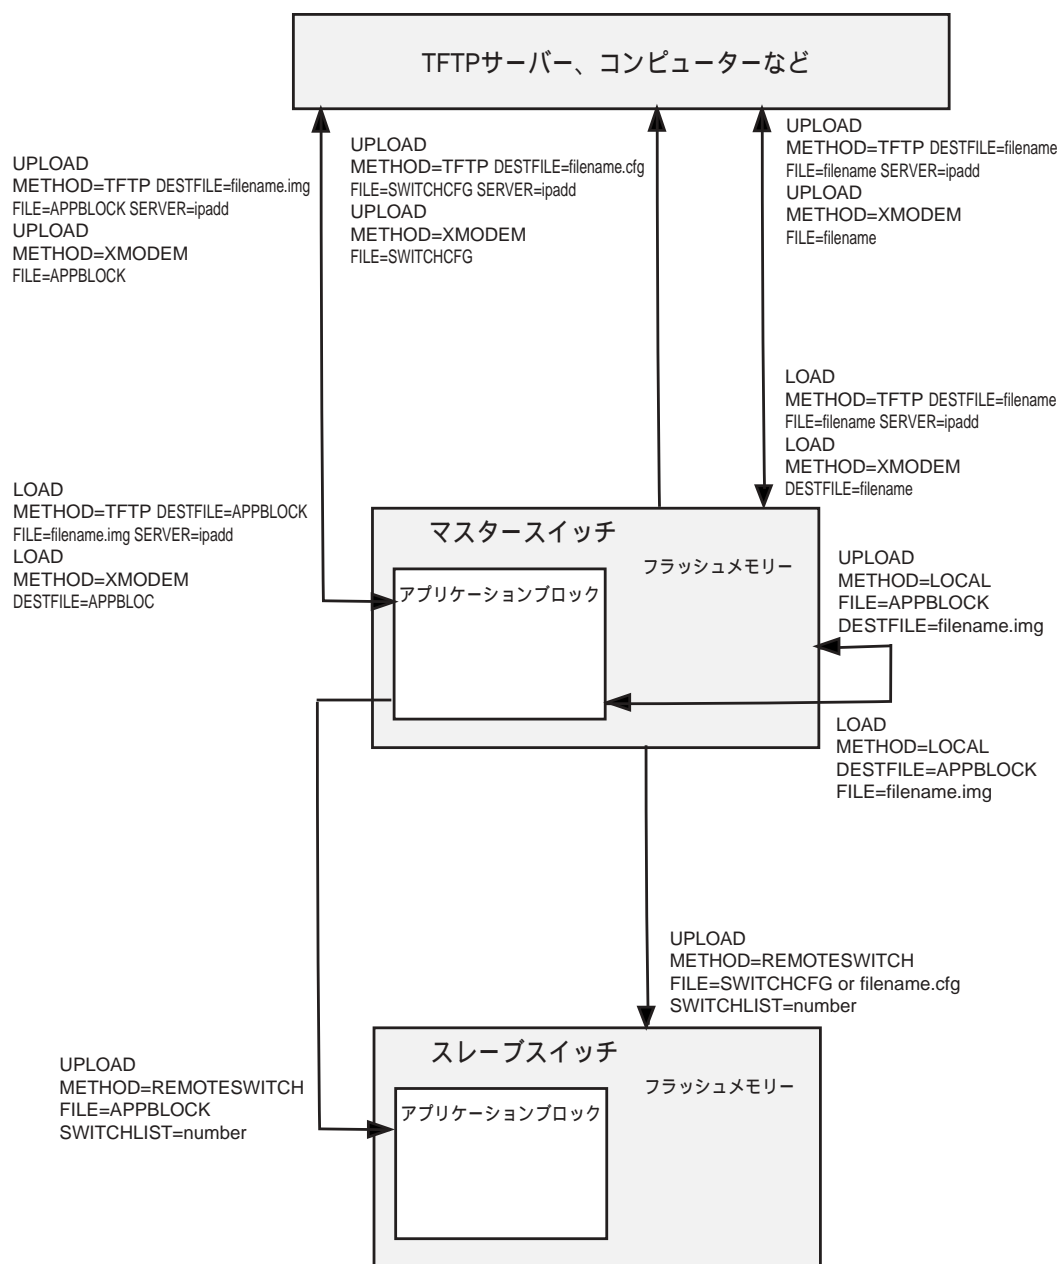 TFTPサーバー、コンピューターなど
UPLOAD
METHOD=TFTP DESTFILE=filename.img
FILE=APPBLOCK SERVER=ipadd
UPLOAD
METHOD=XMODEM
FILE=APPBLOCK
UPLOAD
METHOD=TFTP DESTFILE=filename.cfg
FILE=SWITCHCFG SERVER=ipadd
UPLOAD
METHOD=XMODEM
FILE=SWITCHCFG
UPLOAD
METHOD=TFTP DESTFILE=filename
FILE=filename SERVER=ipadd
UPLOAD
METHOD=XMODEM
FILE=filename
LOAD
METHOD=TFTP DESTFILE=filename
FILE=filename SERVER=ipadd
LOAD
METHOD=XMODEM
DESTFILE=filename
LOAD
METHOD=TFTP DESTFILE=APPBLOCK
FILE=filename.img SERVER=ipadd
LOAD
METHOD=XMODEM
DESTFILE=APPBLOC
マスタースイッチ
フラッシュメモリー
アプリケーションブロック
UPLOAD
METHOD=LOCAL
FILE=APPBLOCK
DESTFILE=filename.img
LOAD
METHOD=LOCAL
DESTFILE=APPBLOCK
FILE=filename.img
UPLOAD
METHOD=REMOTESWITCH
FILE=SWITCHCFG or filename.cfg
SWITCHLIST=number
UPLOAD
METHOD=REMOTESWITCH
FILE=APPBLOCK
SWITCHLIST=number
スレーブスイッチ
フラッシュメモリー
アプリケーションブロック